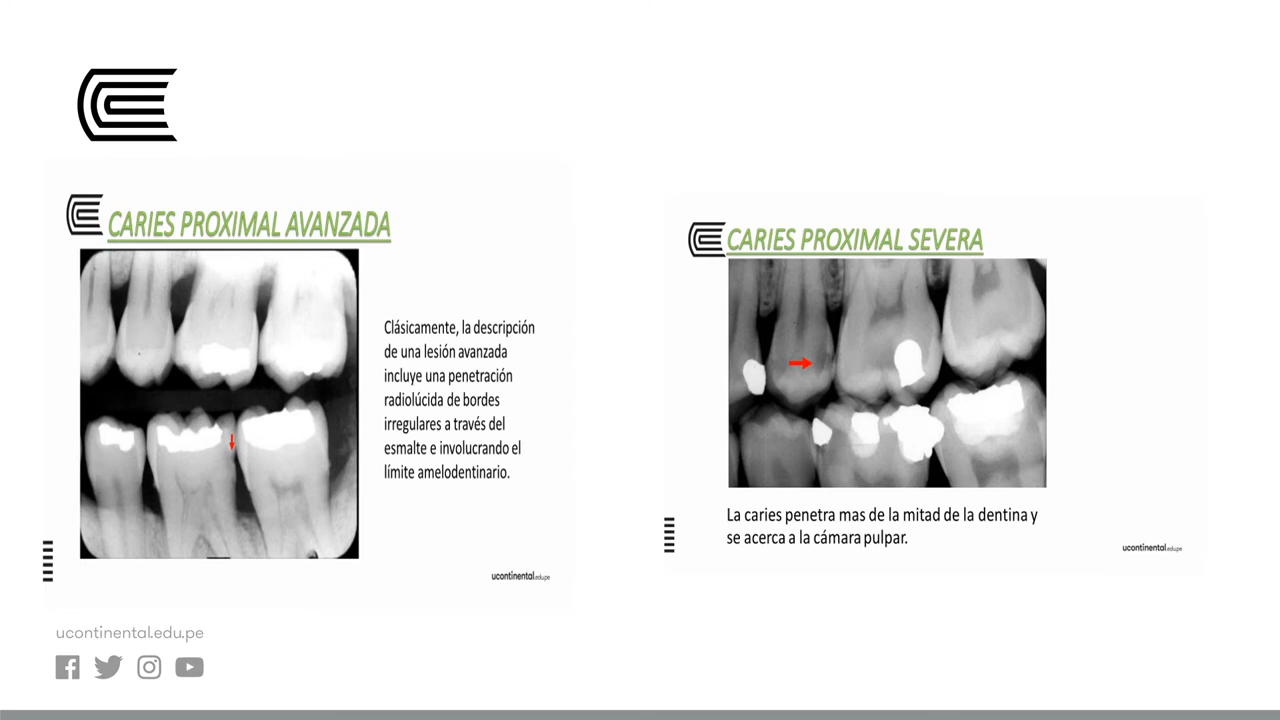 CARIES PROXIMAL AVANZADA
Clásicamente, la descripción
de una lesión avanzada
incluye una penetración
radiolúcida de bordes
irregulares a través del
esmalte e involucrando el
límite amelodentinario.
ucontinental.edu.pe
CARIES PROXIMAL SEVERA
La caries penetra mas de la mitad de la dentina y
se acerca a la cámara pulpar.
ucontinental.edu.pe
ucontinental.edu.pe